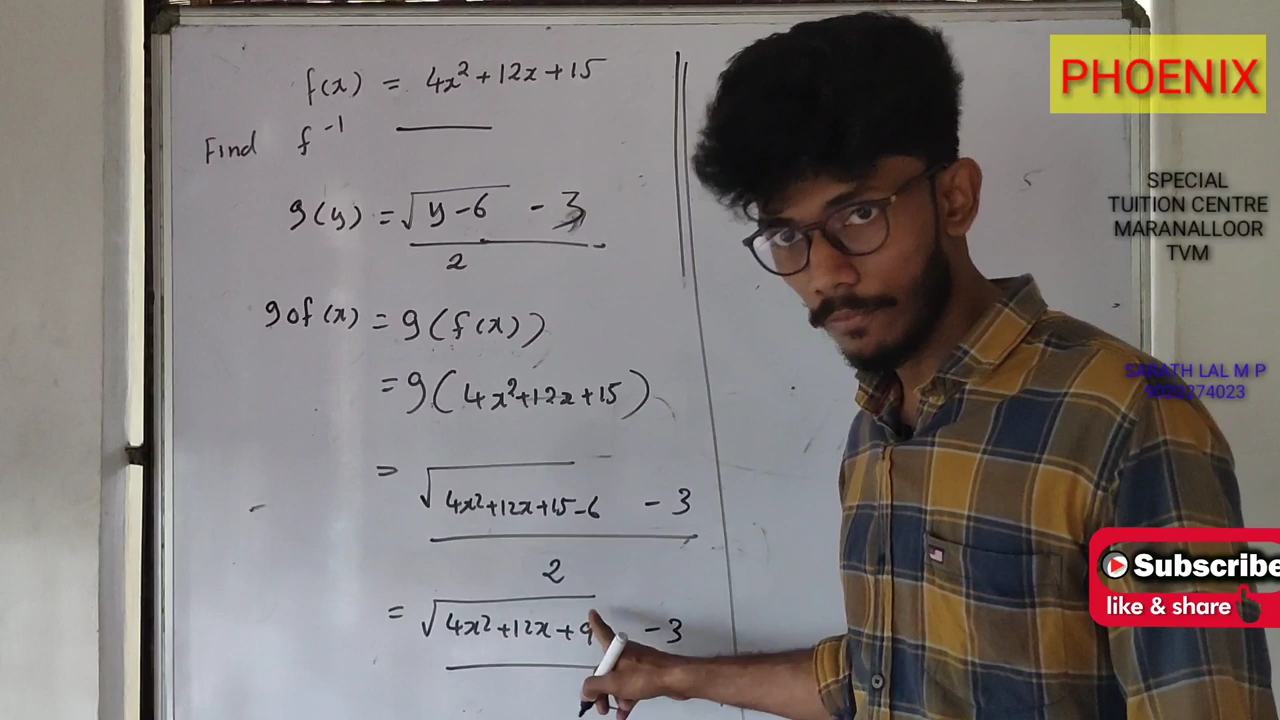 f(x) = 4x²+12x+15
Find f⁻¹
g(y) = √y-6 - 3
2
gof(x) = g(f(x))
= g(4x²+12x+15)
= √4x²+12x+15-6 - 3
2
= √4x²+12x+9 - 3
PHOENIX
SPECIAL
TUITION CENTRE
MARANALLOOR
TVM
SARATH LAL M P
9020274023
Subscribe
like & share